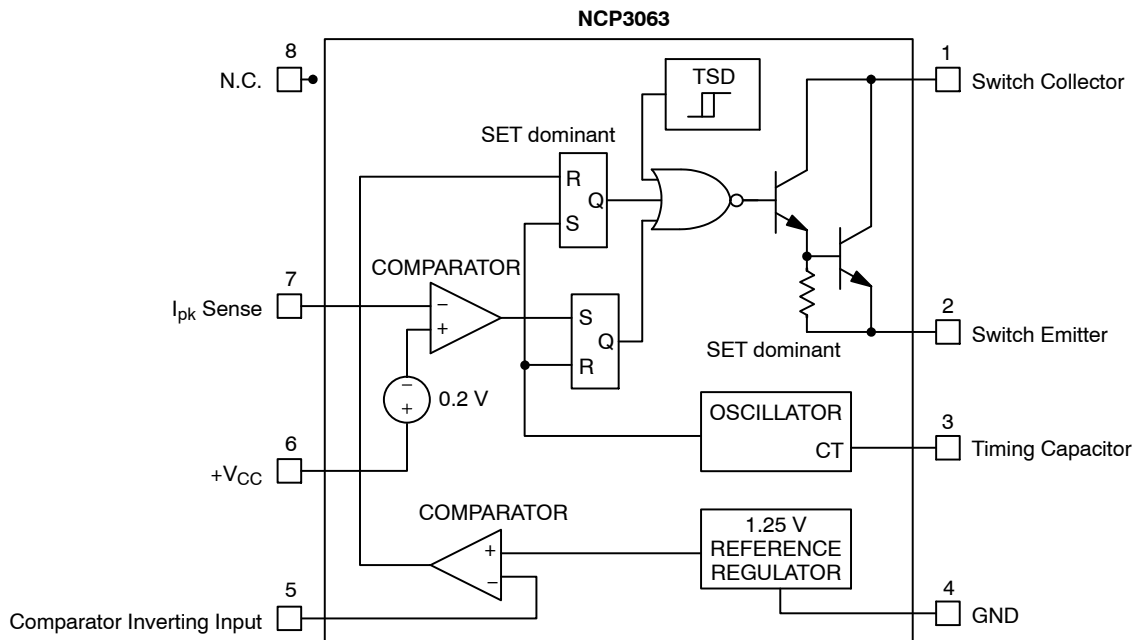 NCP3063
8
N.C.
1
Switch Collector
TSD
SET dominant
R
Q
S
COMPARATOR
7
Ipk Sense
−
+
S
Q
R
2
Switch Emitter
SET dominant
−
+
0.2 V
OSCILLATOR
CT
3
Timing Capacitor
6
+VCC
COMPARATOR
+
−
1.25 V
REFERENCE
REGULATOR
5
Comparator Inverting Input
4
GND